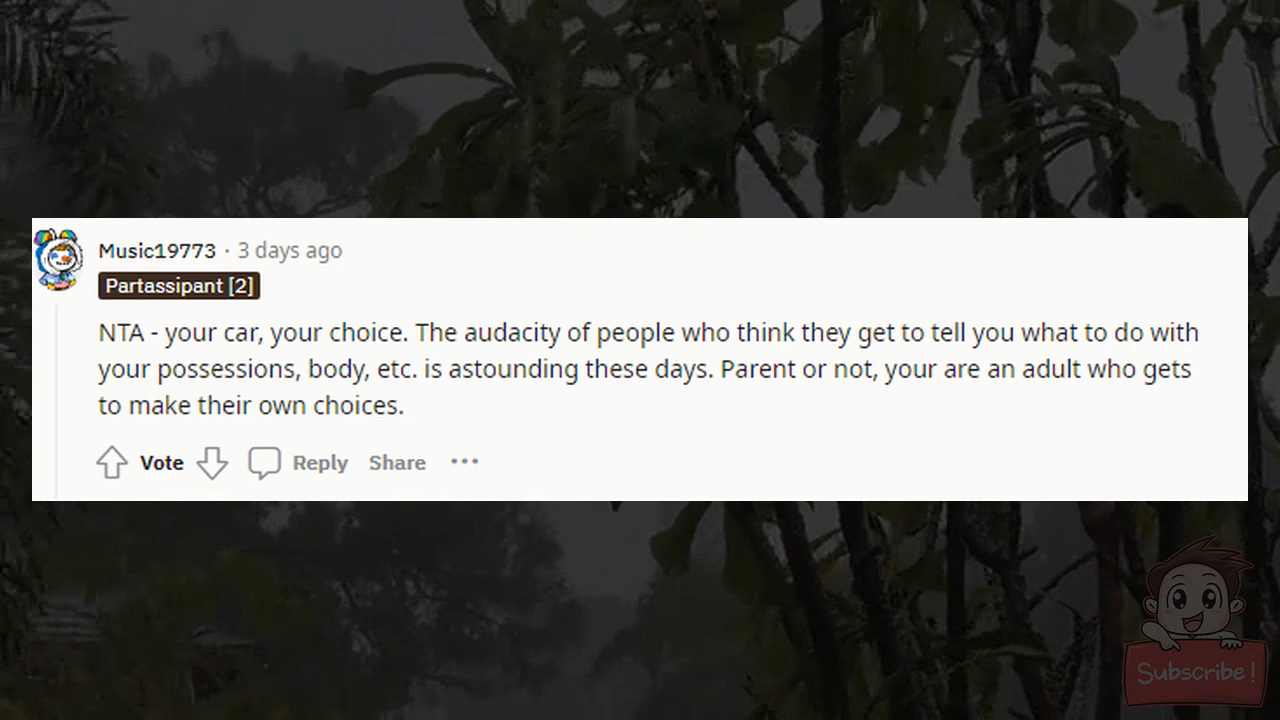 Music19773 · 3 days ago
Partassipant [2]
NTA - your car, your choice. The audacity of people who think they get to tell you what to do with
your possessions, body, etc. is astounding these days. Parent or not, your are an adult who gets
to make their own choices.
Vote Reply Share ···
Subscribe!